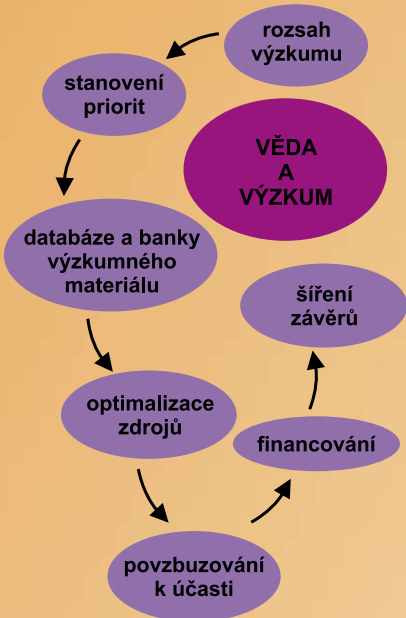 rozsah
výzkumu
stanovení
priorit
VĚDA
A
VÝZKUM
databáze a banky
výzkumného
materiálu
šíření
závěrů
optimalizace
zdrojů
financování
povzbuzování
k účasti